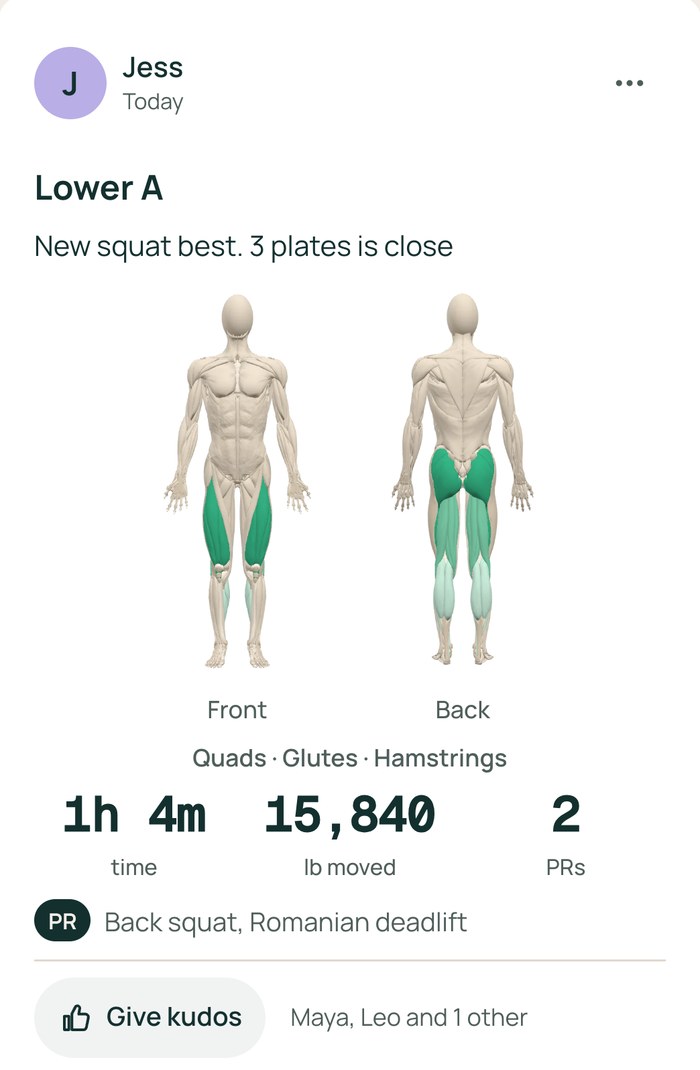 J
Jess
Today
Lower A
New squat best. 3 plates is close
Front
Back
Quads · Glutes · Hamstrings
1h 4m
15,840
2
time
lb moved
PRs
PR
Back squat, Romanian deadlift
Give kudos
Maya, Leo and 1 other